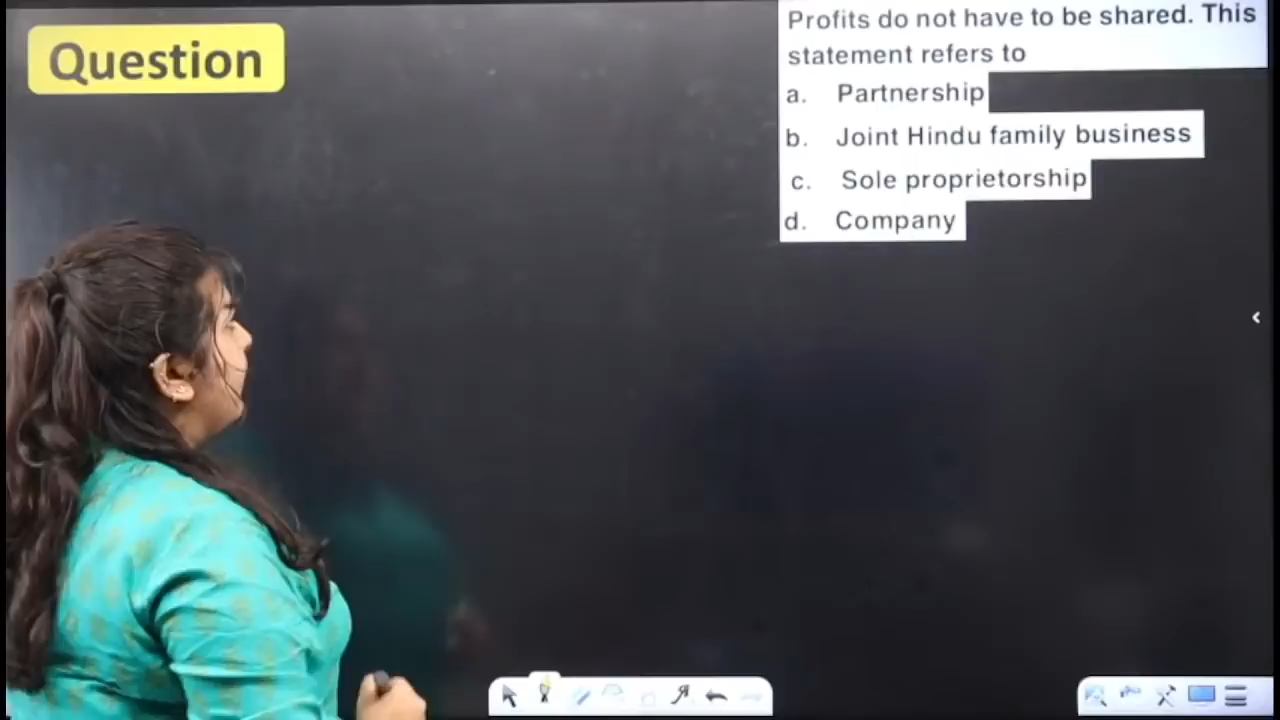 Question
Profits do not have to be shared. This
statement refers to
a. Partnership
b. Joint Hindu family business
c. Sole proprietorship
d. Company